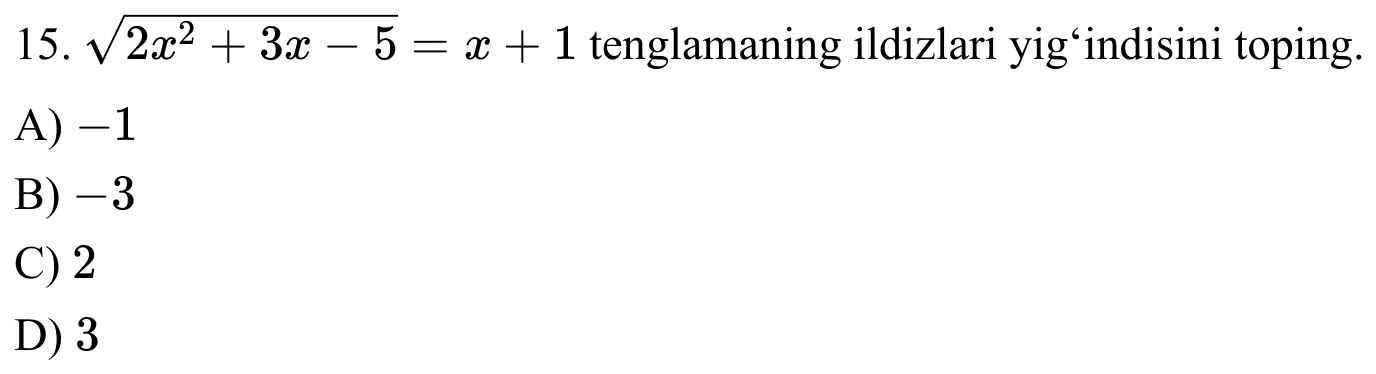 15. √(2x² + 3x − 5) = x + 1 tenglamaning ildizlari yig‘indisini toping.
A) −1
B) −3
C) 2
D) 3